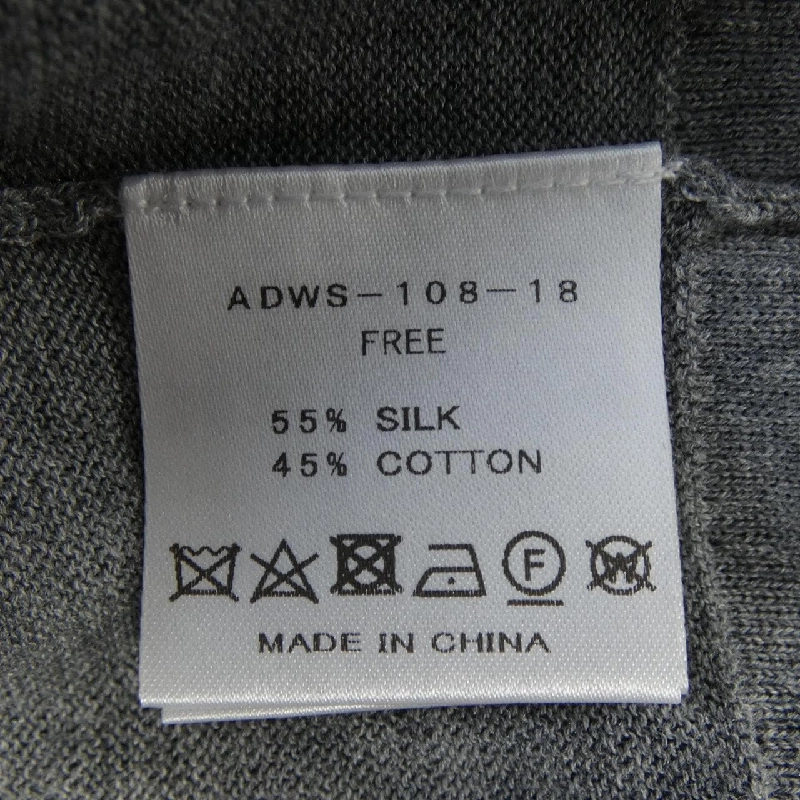 ADWS-108-18
FREE
55% SILK
45% COTTON
F W
MADE IN CHINA